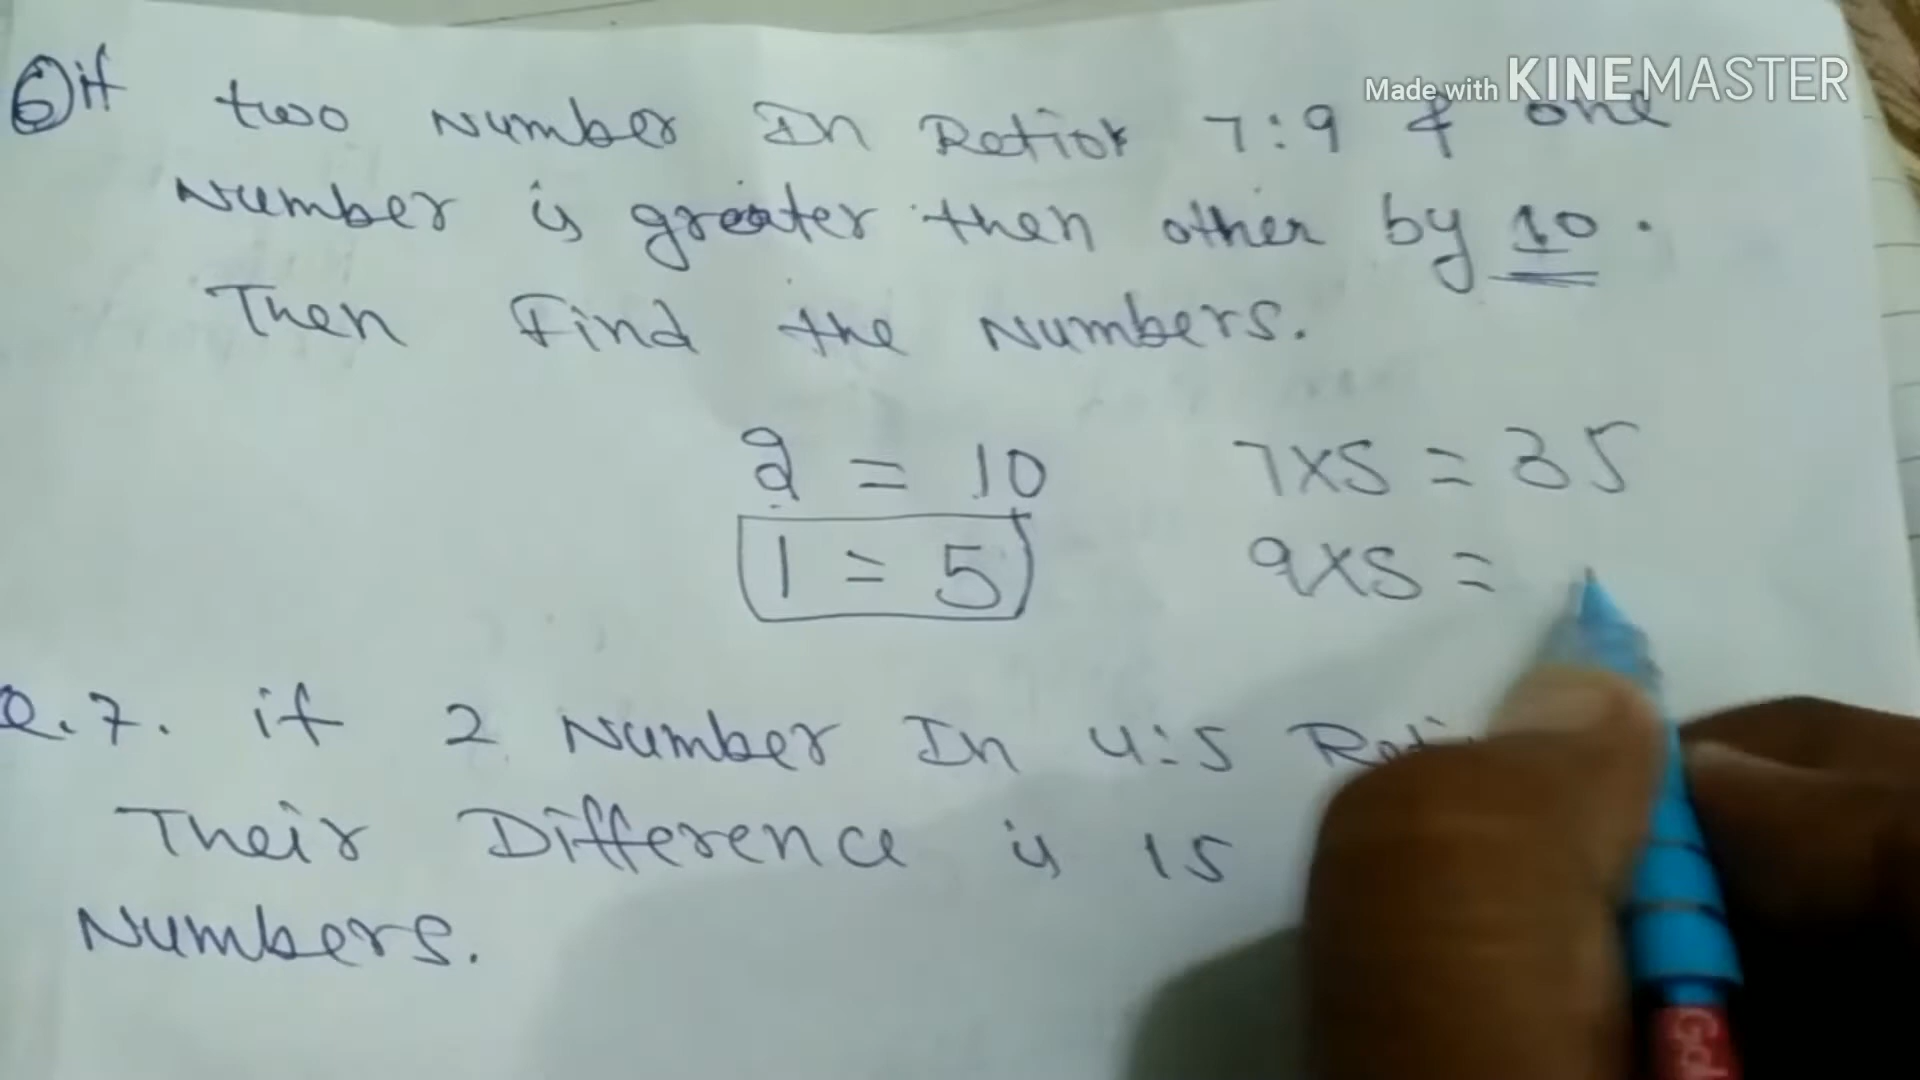 Made with KINEMASTER
6 if two Number In Ratior 7:9 & one
Number is greater then other by 10.
Then Find the Numbers.
2 = 10
1 = 5
7x5 = 35
9x5 =
Q.7. if 2 Number In 4:5
Their Difference is 15
Numbers.